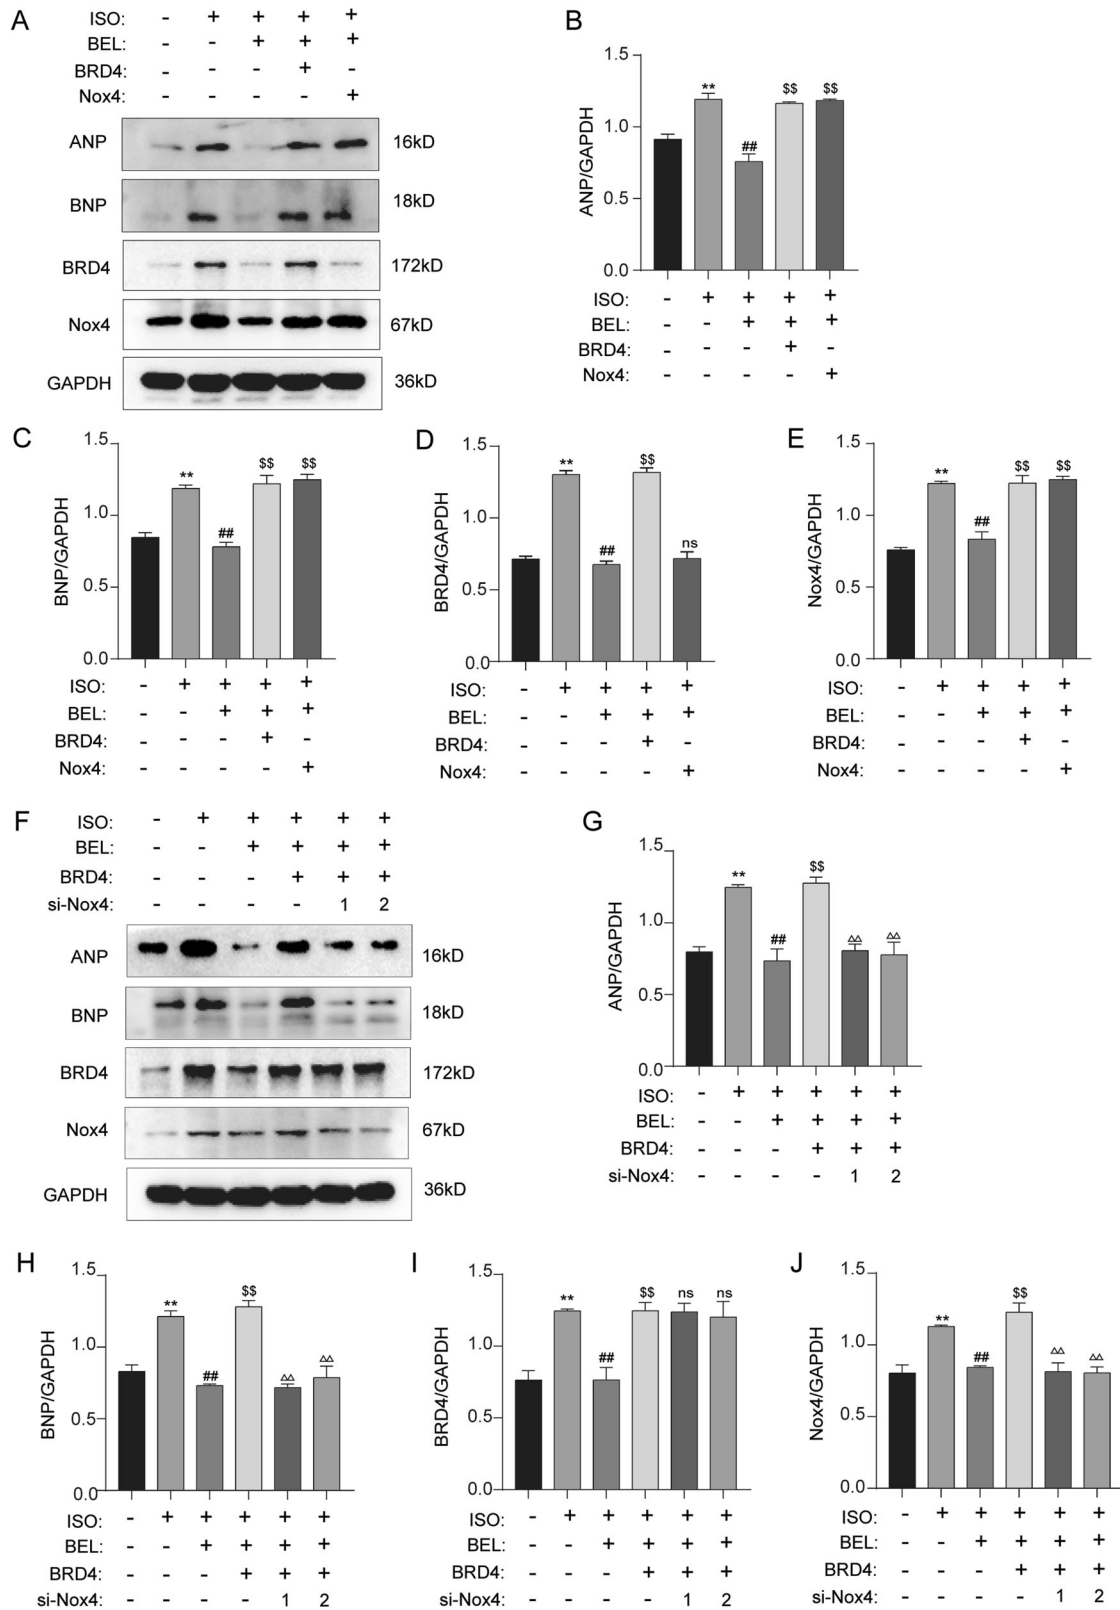 A
ISO: - + + + +
BEL: - - + + +
BRD4: - - - + -
Nox4: - - - - +
ANP 16kD
BNP 18kD
BRD4 172kD
Nox4 67kD
GAPDH 36kD
B
ANP/GAPDH
1.5
1.0
0.5
0.0
** ## $$ $$
ISO: - + + + +
BEL: - - + + +
BRD4: - - - + -
Nox4: - - - - +
C
BNP/GAPDH
1.5
1.0
0.5
0.0
** ## $$ $$
ISO: - + + + +
BEL: - - + + +
BRD4: - - - + -
Nox4: - - - - +
D
BRD4/GAPDH
1.5
1.0
0.5
0.0
** ## $$ ns
ISO: - + + + +
BEL: - - + + +
BRD4: - - - + -
Nox4: - - - - +
E
Nox4/GAPDH
1.5
1.0
0.5
0.0
** ## $$ $$
ISO: - + + + +
BEL: - - + + +
BRD4: - - - + -
Nox4: - - - - +
F
ISO: - + + + + +
BEL: - - + + + +
BRD4: - - - + + +
si-Nox4: - - - - 1 2
ANP 16kD
BNP 18kD
BRD4 172kD
Nox4 67kD
GAPDH 36kD
G
ANP/GAPDH
1.5
1.0
0.5
0.0
** ## $$ △△ △△
ISO: - + + + + +
BEL: - - + + + +
BRD4: - - - + + +
si-Nox4: - - - - 1 2
H
BNP/GAPDH
1.5
1.0
0.5
0.0
** ## $$ △△ △△
ISO: - + + + + +
BEL: - - + + + +
BRD4: - - - + + +
si-Nox4: - - - - 1 2
I
BRD4/GAPDH
1.5
1.0
0.5
0.0
** ## $$ ns ns
ISO: - + + + + +
BEL: - - + + + +
BRD4: - - - + + +
si-Nox4: - - - - 1 2
J
Nox4/GAPDH
1.5
1.0
0.5
0.0
** ## $$ △△ △△
ISO: - + + + + +
BEL: - - + + + +
BRD4: - - - + + +
si-Nox4: - - - - 1 2